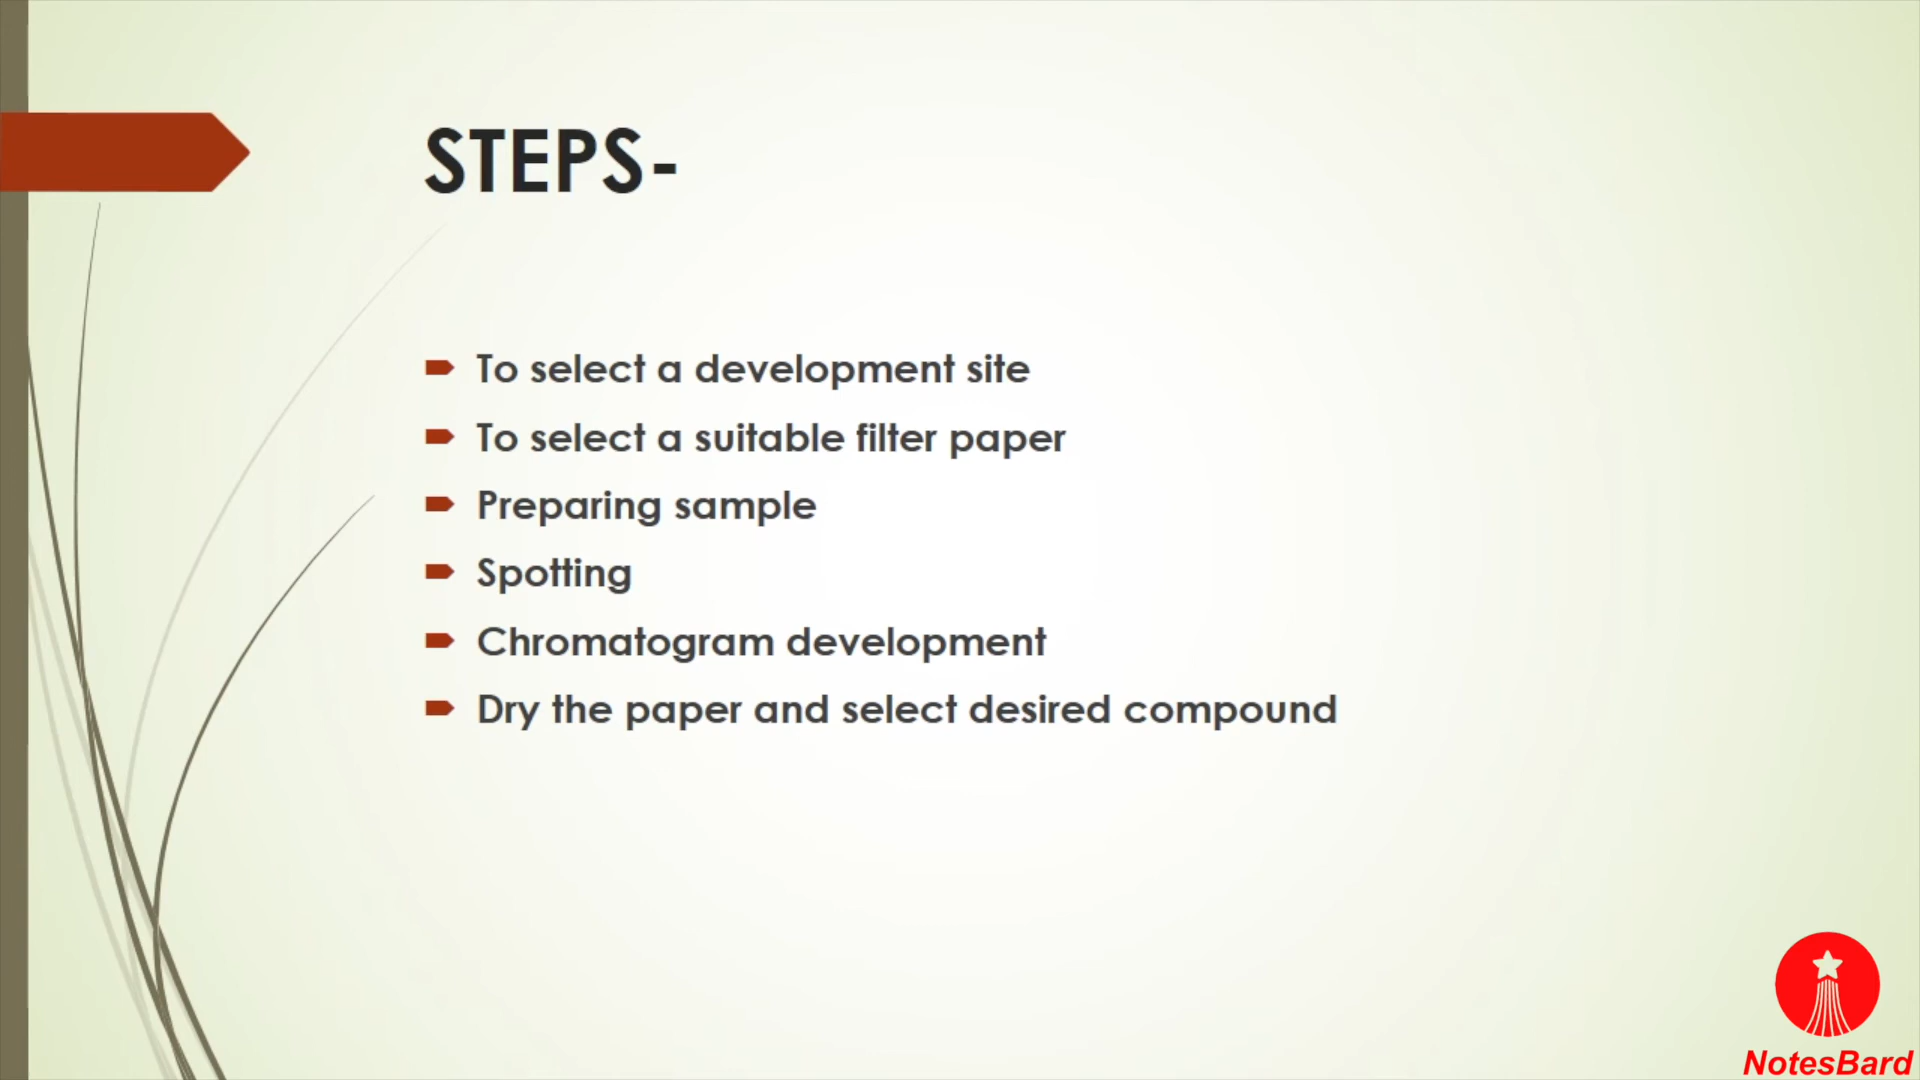 STEPS-
To select a development site
To select a suitable filter paper
Preparing sample
Spotting
Chromatogram development
Dry the paper and select desired compound
NotesBard